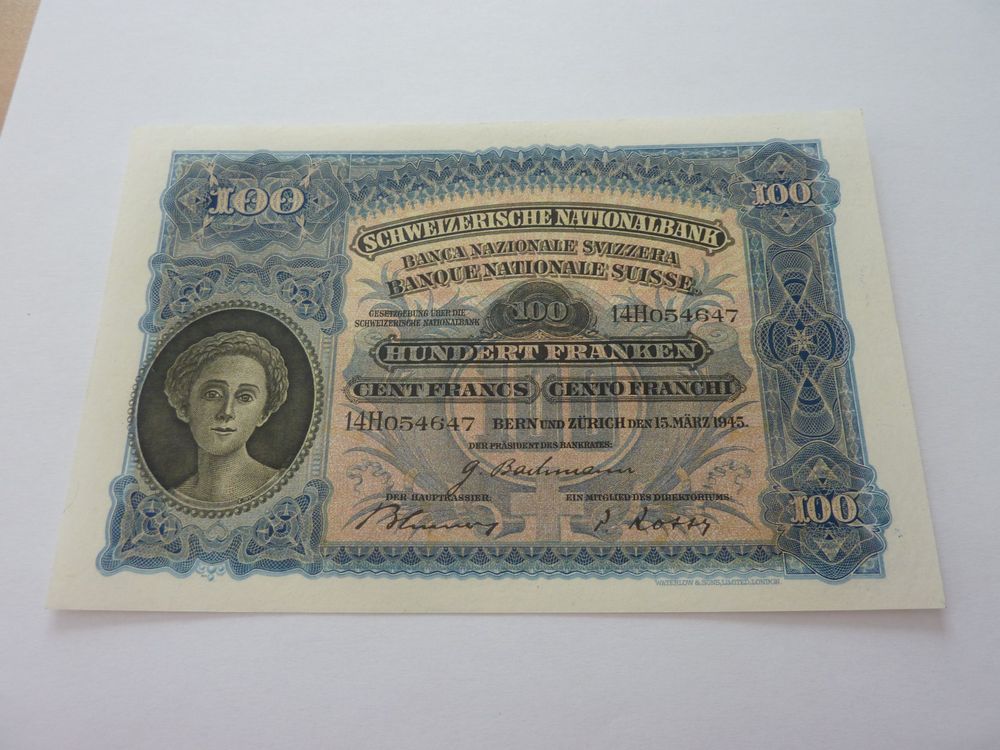 100
100
SCHWEIZERISCHE NATIONALBANK
BANCA NAZIONALE SVIZZERA
BANQUE NATIONALE SUISSE
GESETZGEBUNG ÜBER DIE
SCHWEIZERISCHE NATIONALBANK
100
14H054647
HUNDERT FRANKEN
CENT FRANCS CENTO FRANCHI
14H054647 BERN UND ZÜRICH DEN 15. MÄRZ 1945.
DER PRÄSIDENT DES BANKRATES:
G. Bachmann
DER HAUPTKASSIER: EIN MITGLIED DES DIREKTORIUMS:
100
WATERLOW & SONS, LIMITED, LONDON.